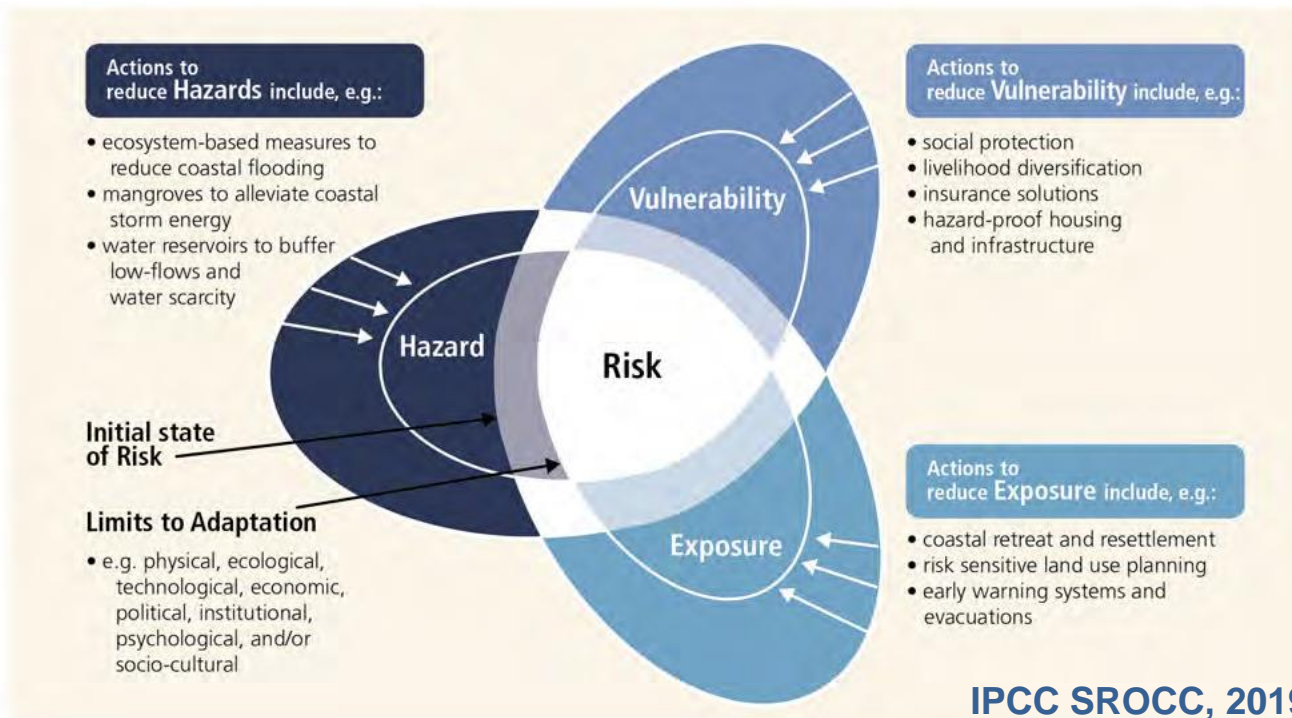 Actions to
reduce Hazards include, e.g.:
• ecosystem-based measures to
reduce coastal flooding
• mangroves to alleviate coastal
storm energy
• water reservoirs to buffer
low-flows and
water scarcity
Actions to
reduce Vulnerability include, e.g.:
• social protection
• livelihood diversification
• insurance solutions
• hazard-proof housing
and infrastructure
Vulnerability
Hazard
Risk
Exposure
Initial state
of Risk
Limits to Adaptation
• e.g. physical, ecological,
technological, economic,
political, institutional,
psychological, and/or
socio-cultural
Actions to
reduce Exposure include, e.g.:
• coastal retreat and resettlement
• risk sensitive land use planning
• early warning systems and
evacuations
IPCC SROCC, 2019